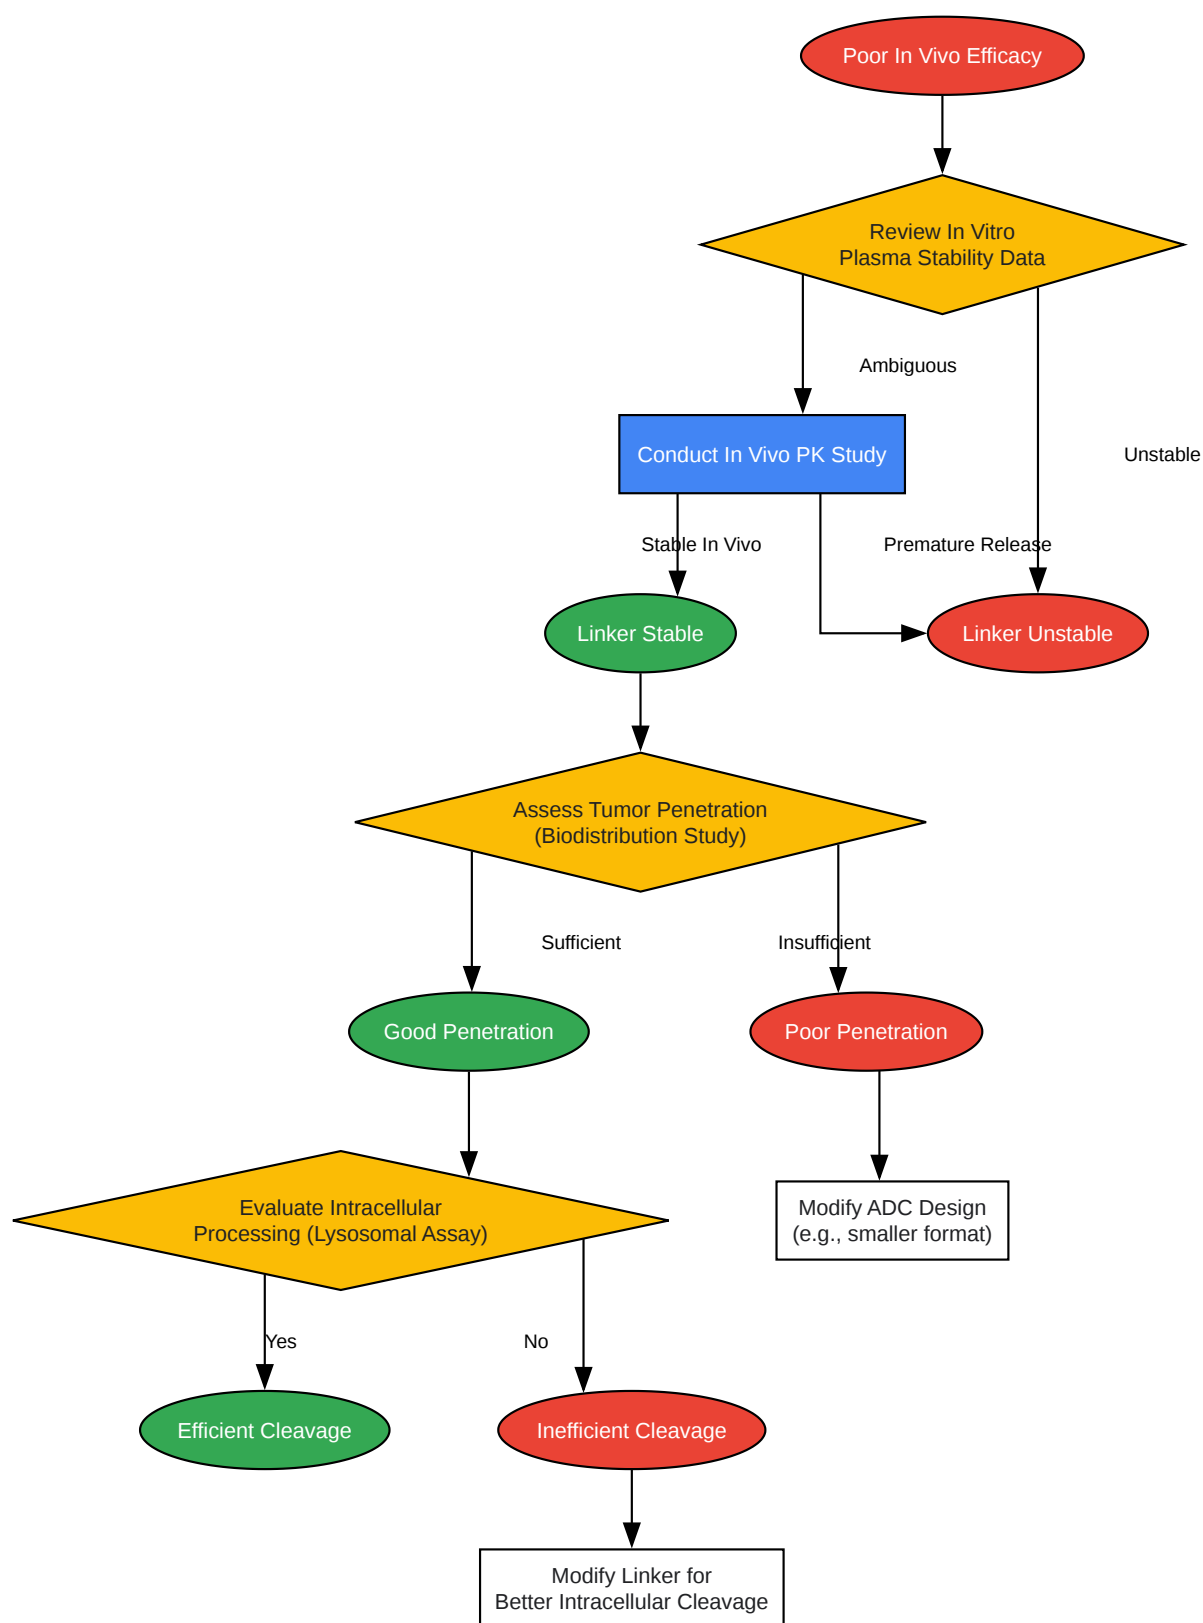 Poor In Vivo Efficacy
Review In Vitro
Plasma Stability Data
Ambiguous
Conduct In Vivo PK Study
Unstable
Stable In Vivo
Premature Release
Linker Stable
Linker Unstable
Assess Tumor Penetration
(Biodistribution Study)
Sufficient
Insufficient
Good Penetration
Poor Penetration
Evaluate Intracellular
Processing (Lysosomal Assay)
Modify ADC Design
(e.g., smaller format)
Yes
No
Efficient Cleavage
Inefficient Cleavage
Modify Linker for
Better Intracellular Cleavage